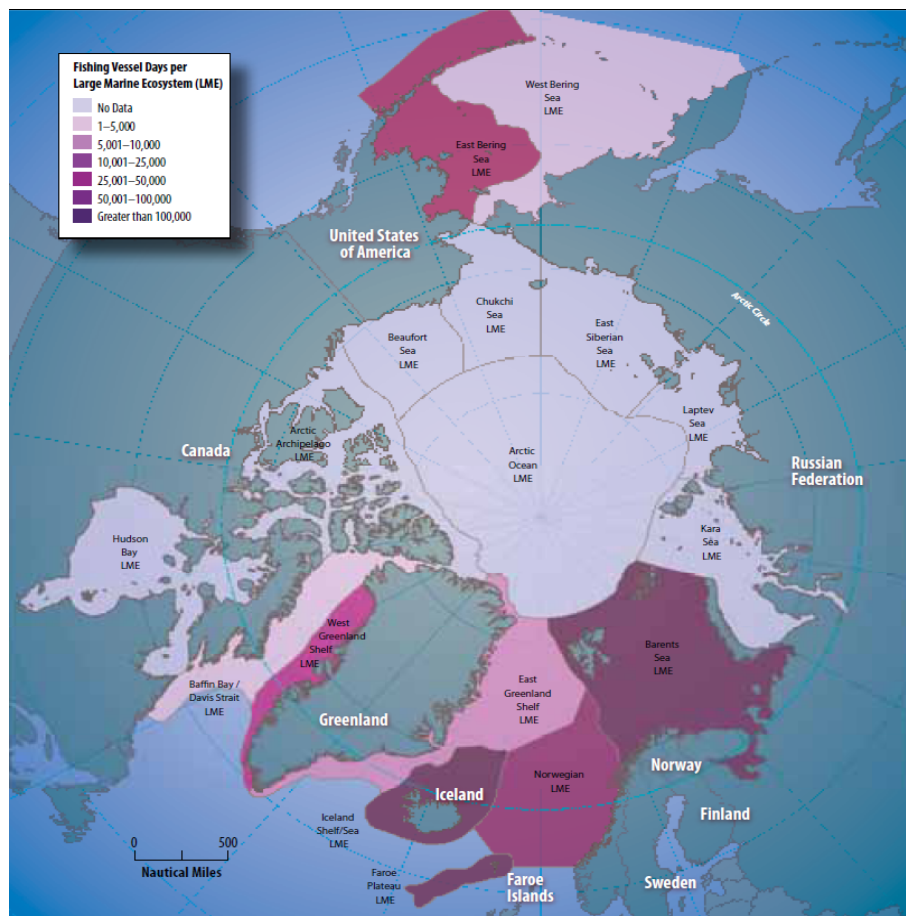 Fishing Vessel Days per
Large Marine Ecosystem (LME)
No Data
1–5,000
5,001–10,000
10,001–25,000
25,001–50,000
50,001–100,000
Greater than 100,000
West Bering
Sea
LME
East Bering
Sea
LME
United States
of America
Arctic Circle
Chukchi
Sea
LME
Beaufort
Sea
LME
East
Siberian
Sea
LME
Laptev
Sea
LME
Canada
Arctic
Archipelago
LME
Arctic
Ocean
LME
Russian
Federation
Hudson
Bay
LME
Kara
Sea
LME
West
Greenland
Shelf
LME
Barents
Sea
LME
Baffin Bay /
Davis Strait
LME
East
Greenland
Shelf
LME
Greenland
Norway
Norwegian
LME
Iceland
Finland
Iceland
Shelf/Sea
LME
0 500
Nautical Miles
Faroe
Plateau
LME
Faroe
Islands
Sweden